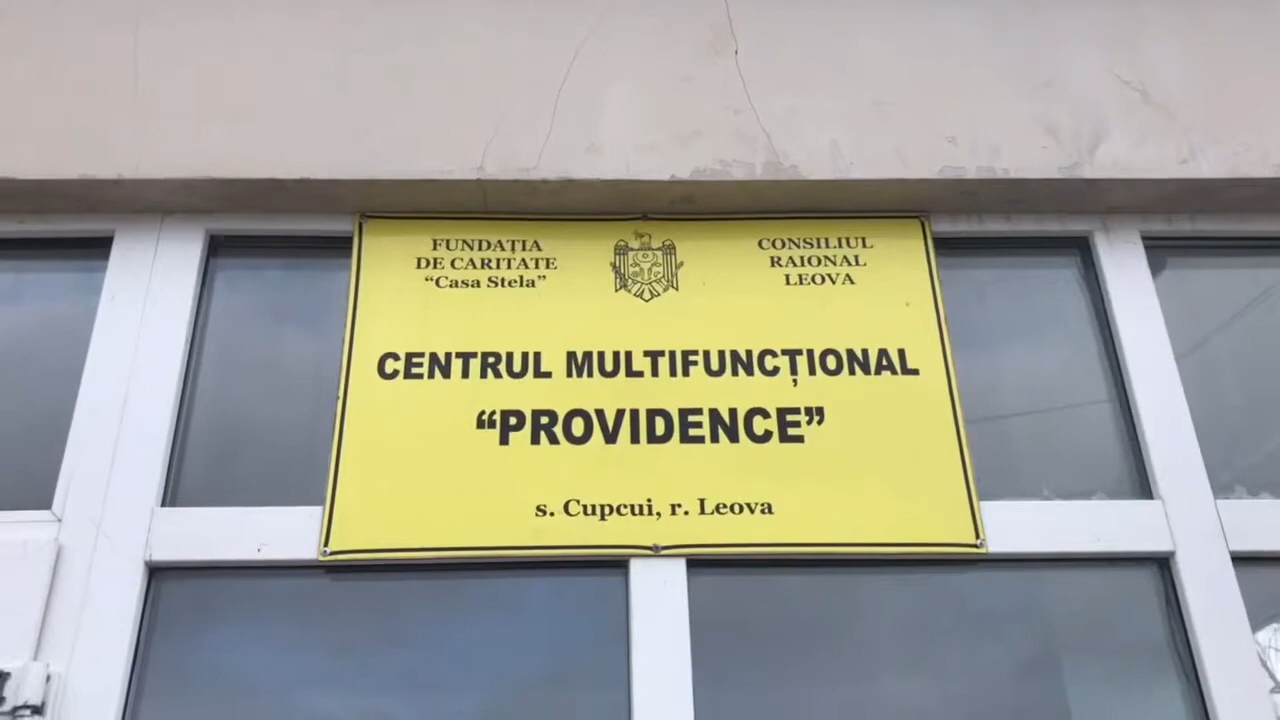 FUNDAȚIA
DE CARITATE
“Casa Stela”
CONSILIUL
RAIONAL
LEOVA
CENTRUL MULTIFUNCȚIONAL
“PROVIDENCE”
s. Cupcui, r. Leova